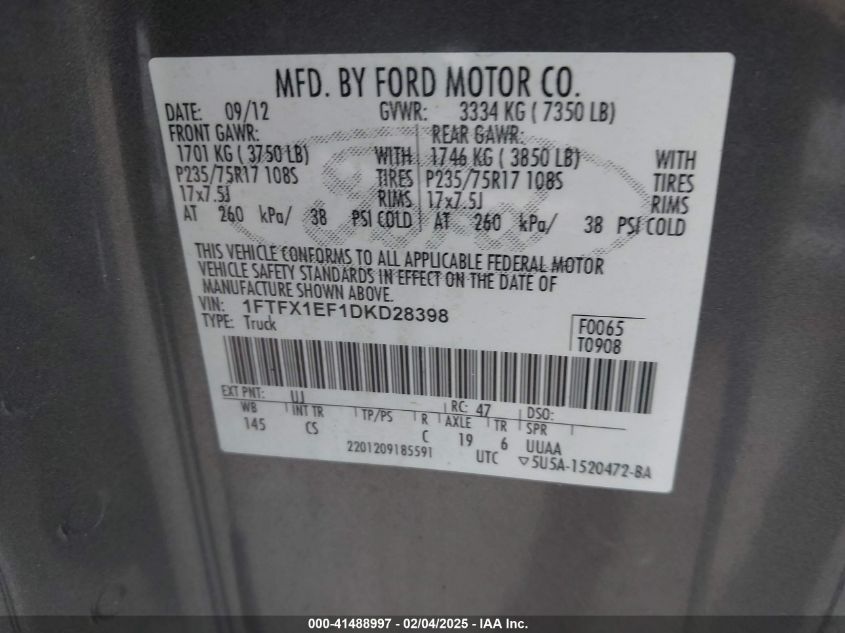 MFD. BY FORD MOTOR CO.
DATE: 09/12 GVWR: 3334 KG ( 7350 LB)
FRONT GAWR: REAR GAWR:
1701 KG ( 3750 LB) WITH 1746 KG ( 3850 LB) WITH
P235/75R17 108S TIRES P235/75R17 108S TIRES
17x7.5J RIMS 17x7.5J RIMS
AT 260 kPa/ 38 PSI COLD AT 260 kPa/ 38 PSI COLD
THIS VEHICLE CONFORMS TO ALL APPLICABLE FEDERAL MOTOR
VEHICLE SAFETY STANDARDS IN EFFECT ON THE DATE OF
MANUFACTURE SHOWN ABOVE.
VIN: 1FTFX1EF1DKD28398
TYPE: Truck
F0065
T0908
EXT PNT: UJ RC: 47 DSO:
WB INT TR TP/PS R AXLE TR SPR
145 CS C 19 6 UUAA
2201209185591 UTC ▽5U5A-1520472-BA
000-41488997 - 02/04/2025 - IAA Inc.